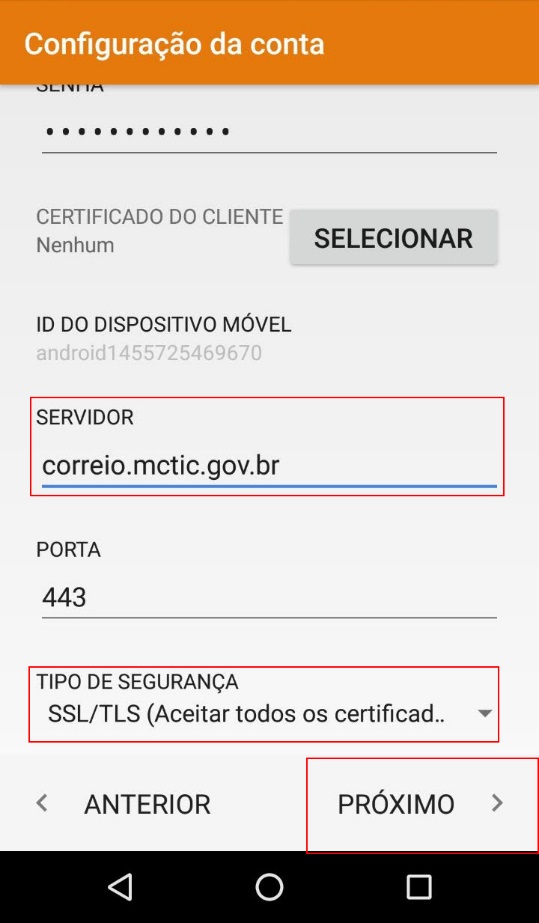 Configuração da conta
SENHA
••••••••••••
CERTIFICADO DO CLIENTE
Nenhum
SELECIONAR
ID DO DISPOSITIVO MÓVEL
android1455725469670
SERVIDOR
correio.mctic.gov.br
PORTA
443
TIPO DE SEGURANÇA
SSL/TLS (Aceitar todos os certificad..
ANTERIOR
PRÓXIMO